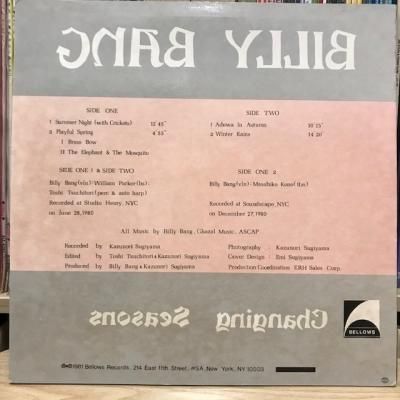 BILLY BANG
SIDE ONE
1 Summer Night (with Crickets) 12'45"
2 Playful Spring 4'55"
I Brass Bow
II The Elephant & The Mosquito
SIDE TWO
1 Adowa In Autumn 10'15"
2 Winter Rains 14'20"
SIDE ONE 1 & SIDE TWO
Billy Bang(vln):William Parker(bs):
Toshi Tsuchitori(perc & auto harp)
Recorded at Studio Henry, NYC
on June 28,1980
SIDE ONE 2
Billy Bang(vln):Masahiko Kono(tbs)
Recorded at Soundscape, NYC
on December 27,1980
All Music by Billy Bang, Ghazal Music, ASCAP
Recorded by Kazunori Sugiyama
Edited by Toshi Tsuchitori & Kazunori Sugiyama
Produced by Billy Bang & Kazunori Sugiyama
Photography : Kazunori Sugiyama
Cover Design : Emi Sugiyama
Production Coordination ERH Sales Corp.
Changing Seasons
BELLOWS
℗©1981 Bellows Records, 214 East 11th Street, #5A, New York, NY 10003